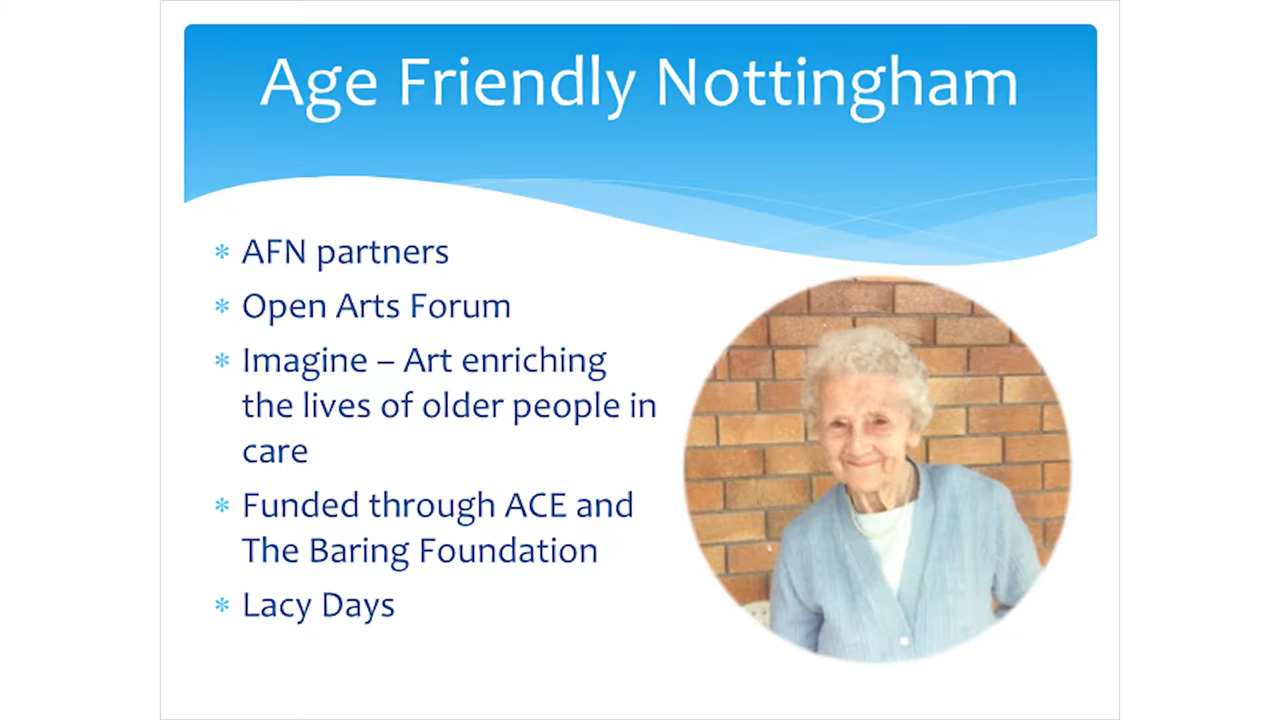 Age Friendly Nottingham
* AFN partners
* Open Arts Forum
* Imagine – Art enriching
the lives of older people in
care
* Funded through ACE and
The Baring Foundation
* Lacy Days